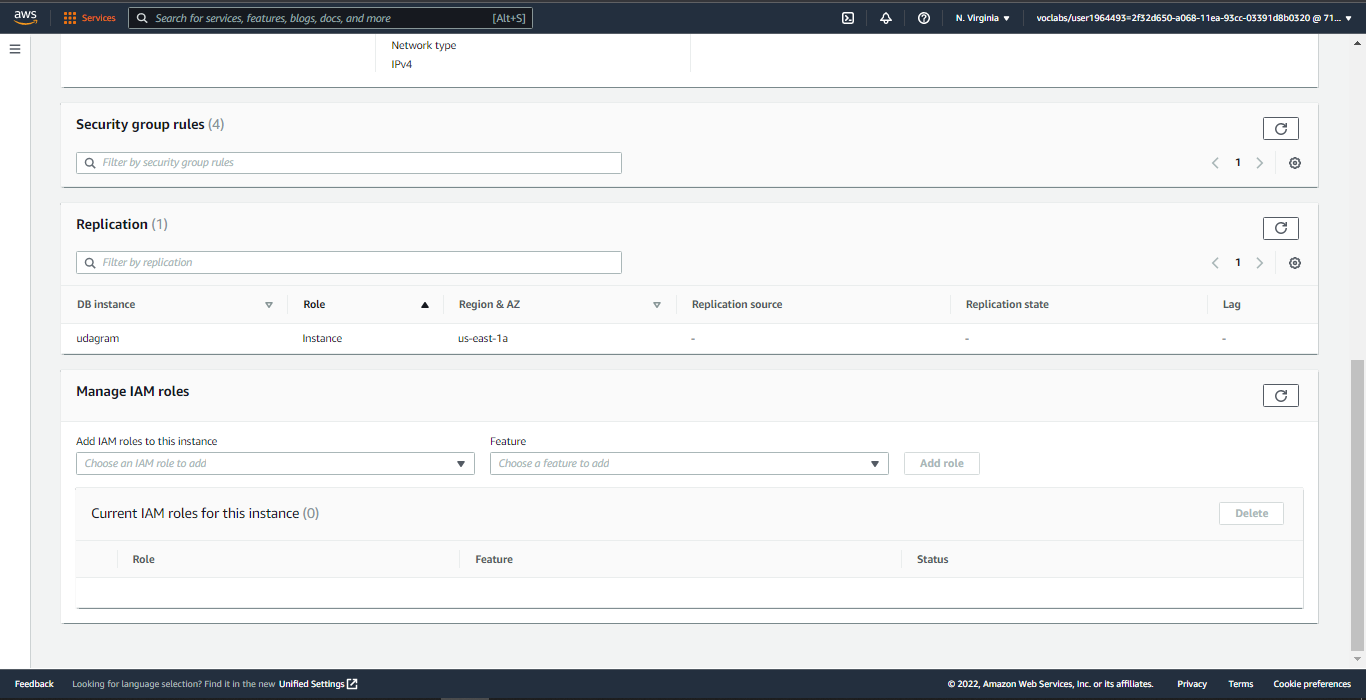 aws
Services
Search for services, features, blogs, docs, and more [Alt+S]
N. Virginia
voclabs/user1964493=2f32d650-a068-11ea-93cc-03391d8b0320 @ 71...
Network type
IPv4
Security group rules (4)
Filter by security group rules
1
Replication (1)
Filter by replication
1
DB instance Role Region & AZ Replication source Replication state Lag
udagram Instance us-east-1a - - -
Manage IAM roles
Add IAM roles to this instance Feature
Choose an IAM role to add Choose a feature to add Add role
Current IAM roles for this instance (0) Delete
Role Feature Status
Feedback Looking for language selection? Find it in the new Unified Settings © 2022, Amazon Web Services, Inc. or its affiliates. Privacy Terms Cookie preferences